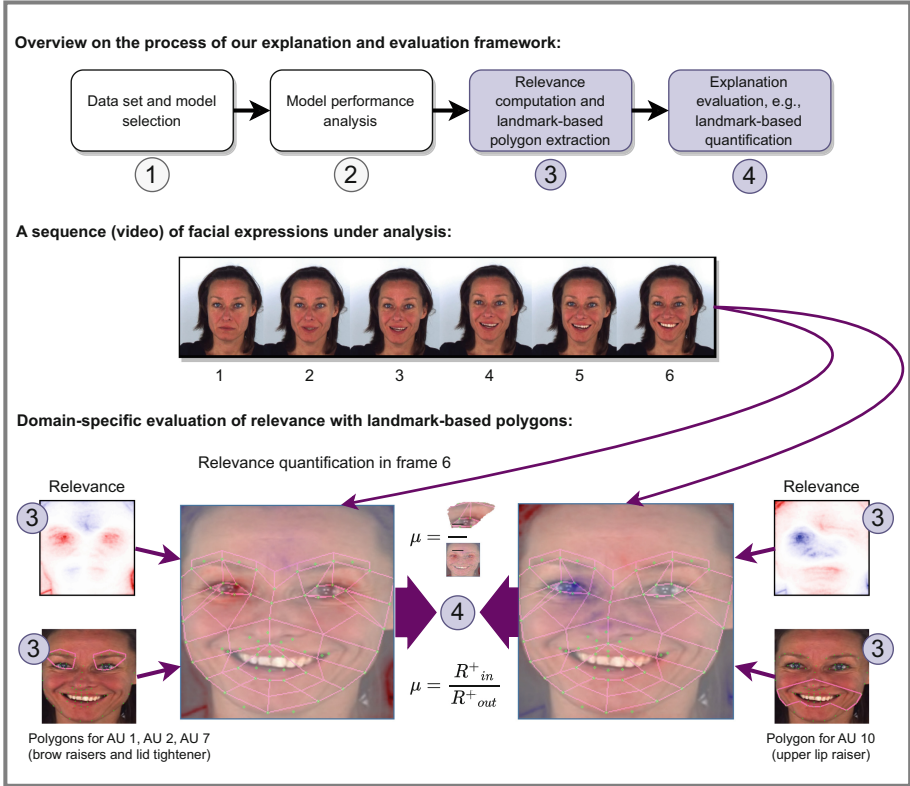 Overview on the process of our explanation and evaluation framework:
Data set and model
selection
Model performance
analysis
Relevance
computation and
landmark-based
polygon extraction
Explanation
evaluation, e.g.,
landmark-based
quantification
1
2
3
4
A sequence (video) of facial expressions under analysis:
1
2
3
4
5
6
Domain-specific evaluation of relevance with landmark-based polygons:
Relevance quantification in frame 6
Relevance
3
μ =
Relevance
3
4
3
3
μ = R⁺in / R⁺out
Polygons for AU 1, AU 2, AU 7
(brow raisers and lid tightener)
Polygon for AU 10
(upper lip raiser)